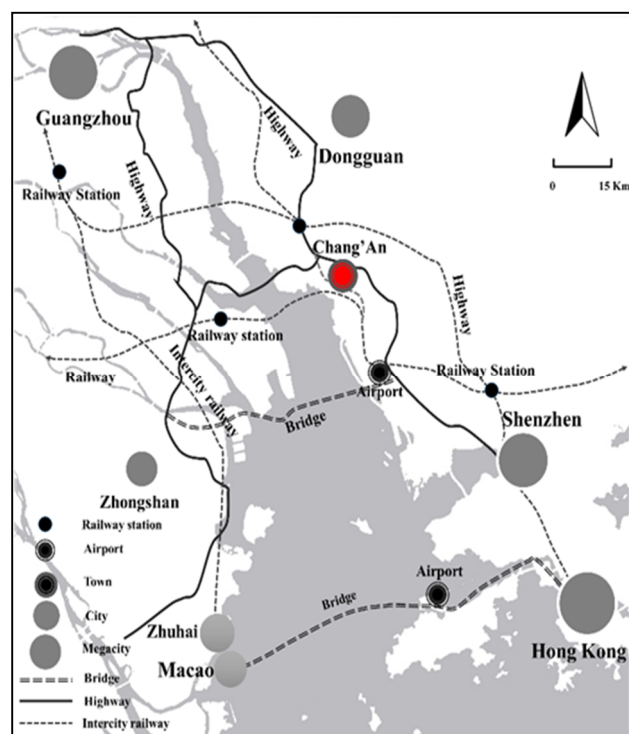 Guangzhou
Highway
Dongguan
0 15 Km
Railway Station
Highway
Chang'An
Highway
Railway station
Railway
Intercity railway
Airport
Railway Station
Bridge
Shenzhen
Zhongshan
Railway station
Airport
Town
City
Megacity
Bridge
Highway
Intercity railway
Airport
Bridge
Zhuhai
Macao
Hong Kong